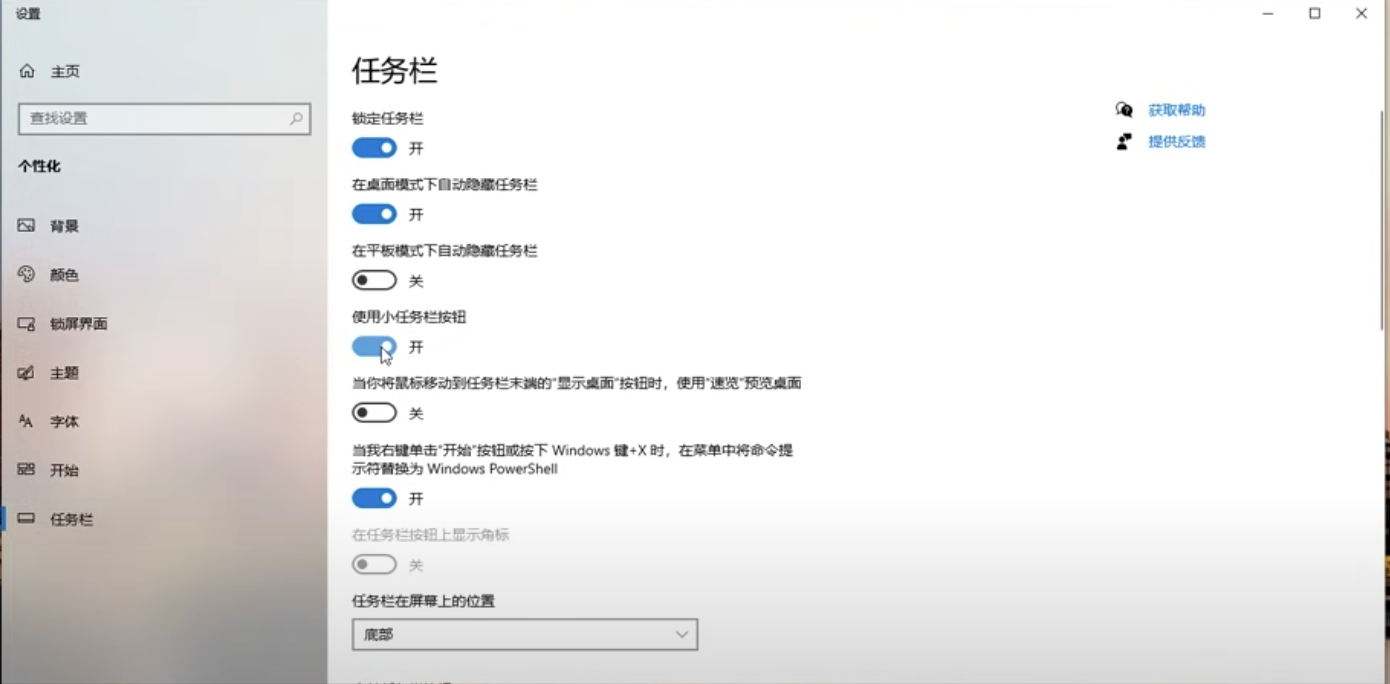 设置
主页
查找设置
个性化
背景
颜色
锁屏界面
主题
字体
开始
任务栏
任务栏
锁定任务栏
开
在桌面模式下自动隐藏任务栏
开
在平板模式下自动隐藏任务栏
关
使用小任务栏按钮
开
当你将鼠标移动到任务栏末端的"显示桌面"按钮时，使用"速览"预览桌面
关
当我右键单击"开始"按钮或按下 Windows 键+X 时，在菜单中将命令提
示符替换为 Windows PowerShell
开
在任务栏按钮上显示角标
关
任务栏在屏幕上的位置
底部
获取帮助
提供反馈